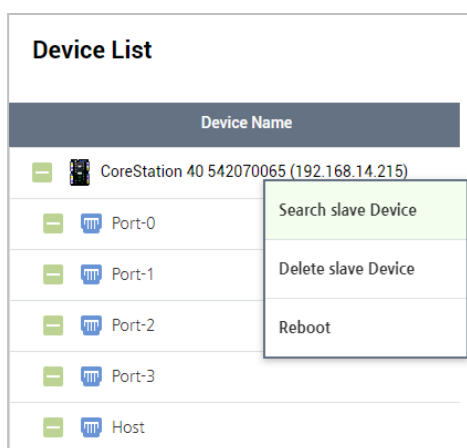 Device List
Device Name
CoreStation 40 542070065 (192.168.14.215)
Search slave Device
Port-0
Delete slave Device
Port-1
Reboot
Port-2
Port-3
Host